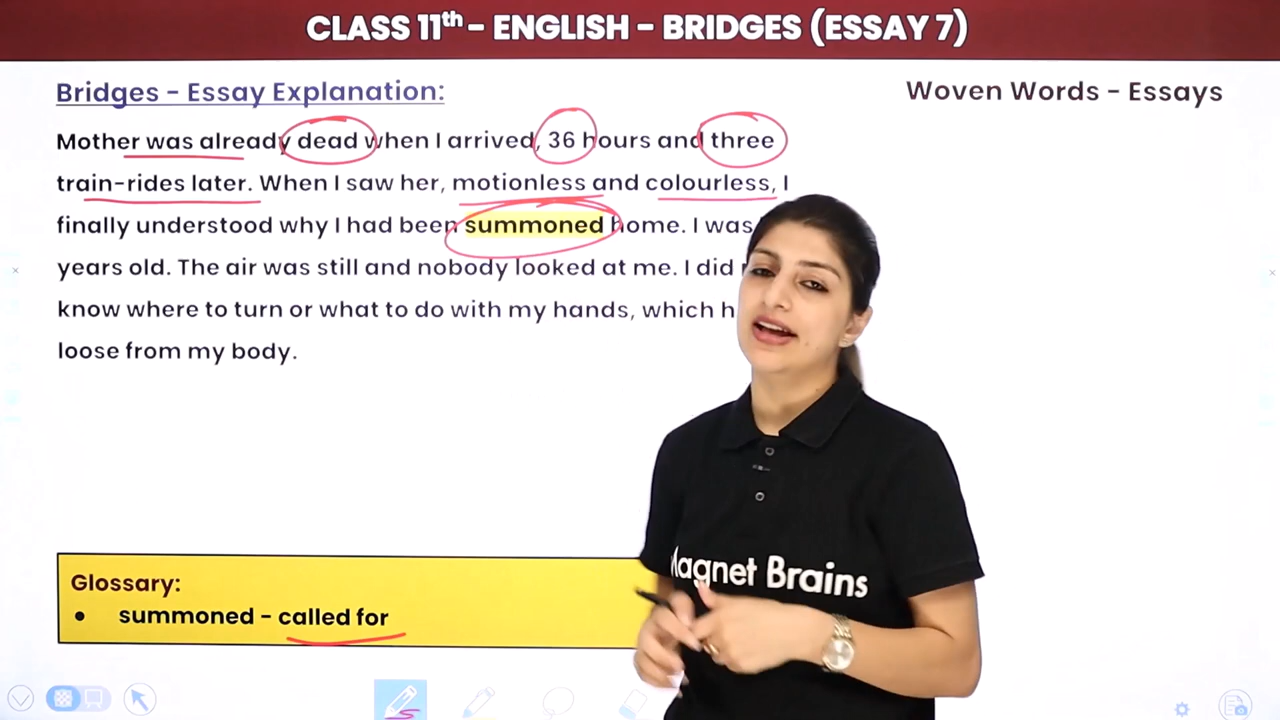 CLASS 11th - ENGLISH - BRIDGES (ESSAY 7)
Bridges - Essay Explanation:
Woven Words - Essays
Mother was already dead when I arrived, 36 hours and three
train-rides later. When I saw her, motionless and colourless, I
finally understood why I had been summoned home. I was
years old. The air was still and nobody looked at me. I did
know where to turn or what to do with my hands, which
loose from my body.
Glossary:
• summoned - called for
Magnet Brains